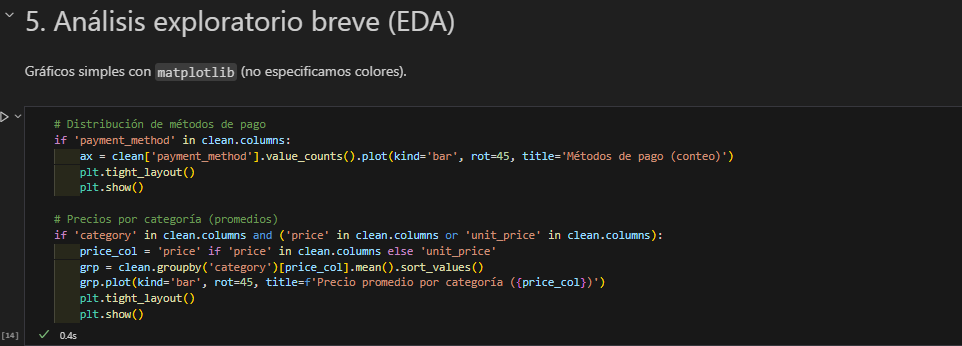 5. Análisis exploratorio breve (EDA)
Gráficos simples con matplotlib (no especificamos colores).
# Distribución de métodos de pago
if 'payment_method' in clean.columns:
    ax = clean['payment_method'].value_counts().plot(kind='bar', rot=45, title='Métodos de pago (conteo)')
    plt.tight_layout()
    plt.show()

# Precios por categoría (promedios)
if 'category' in clean.columns and ('price' in clean.columns or 'unit_price' in clean.columns):
    price_col = 'price' if 'price' in clean.columns else 'unit_price'
    grp = clean.groupby('category')[price_col].mean().sort_values()
    grp.plot(kind='bar', rot=45, title=f'Precio promedio por categoría ({price_col})')
    plt.tight_layout()
    plt.show()
[14]
0.4s